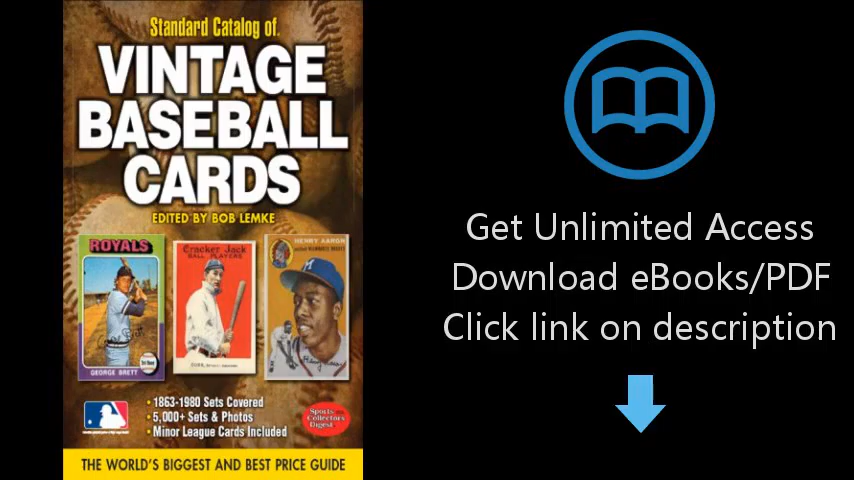 Standard Catalog of
VINTAGE
BASEBALL
CARDS
EDITED BY BOB LEMKE
ROYALS
GEORGE BRETT
Cracker Jack
BALL PLAYERS
HENRY AARON
• 1863-1980 Sets Covered
• 5,000+ Sets & Photos
• Minor League Cards Included
Sports
Collectors
Digest
THE WORLD'S BIGGEST AND BEST PRICE GUIDE
Get Unlimited Access
Download eBooks/PDF
Click link on description